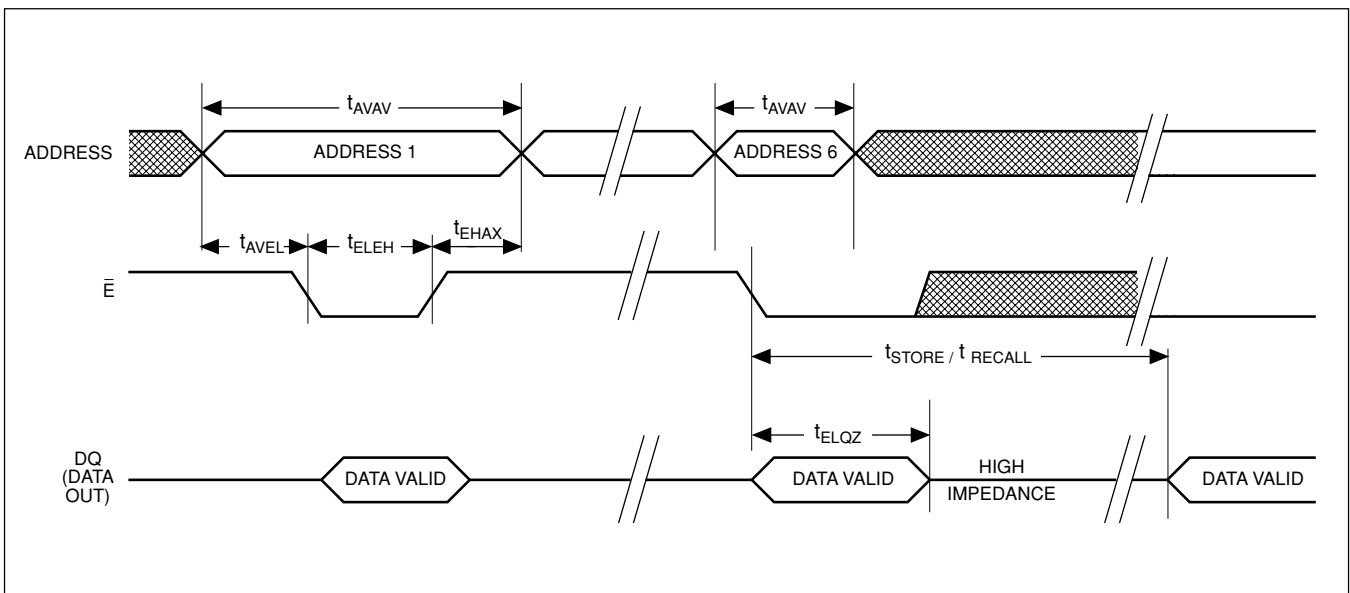 tAVAV
tAVAV
ADDRESS
ADDRESS 1
ADDRESS 6
tAVEL
tELEH
tEHAX
Ē
tSTORE / t RECALL
tELQZ
DQ
(DATA
OUT)
DATA VALID
DATA VALID
HIGH
IMPEDANCE
DATA VALID